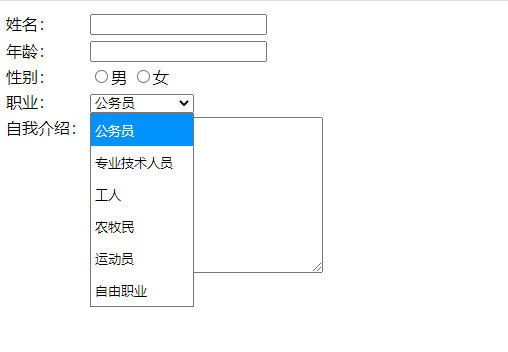 姓名：
年龄：
性别： 男 女
职业： 公务员
自我介绍：
公务员
专业技术人员
工人
农牧民
运动员
自由职业